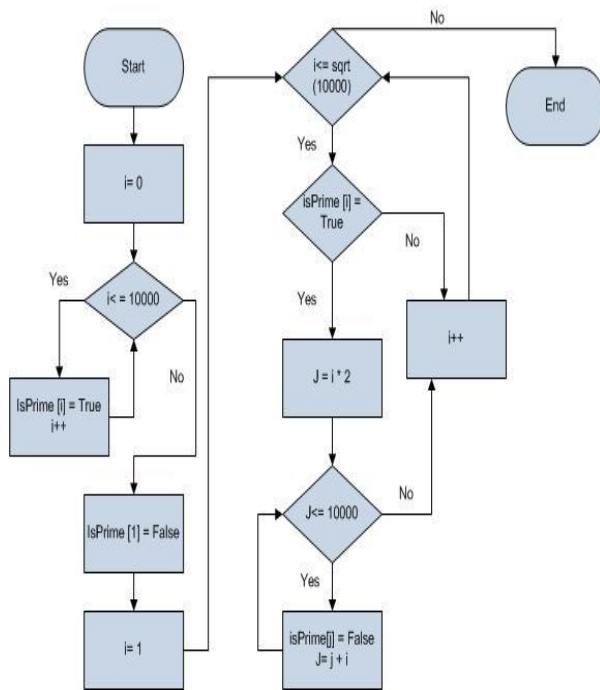 Start
i= 0
Yes
i< = 10000
No
IsPrime [i] = True
i++
IsPrime [1] = False
i= 1
No
i<= sqrt
(10000)
End
Yes
isPrime [i] =
True
No
Yes
i++
J = i * 2
J<= 10000
No
Yes
isPrime[j] = False
J= j + i